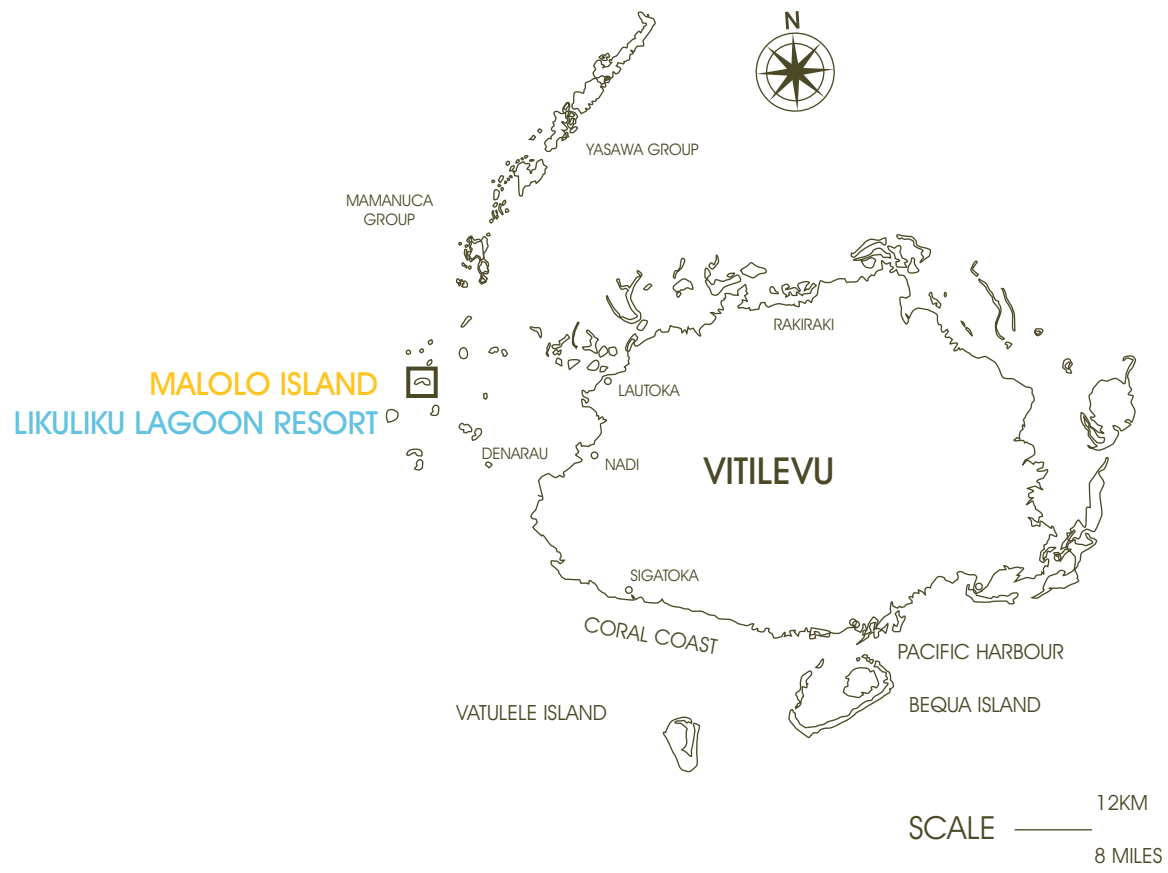 N
YASAWA GROUP
MAMANUCA
GROUP
RAKIRAKI
MALOLO ISLAND
LAUTOKA
LIKULIKU LAGOON RESORT
DENARAU
NADI
VITILEVU
SIGATOKA
CORAL COAST
PACIFIC HARBOUR
BEQUA ISLAND
VATULELE ISLAND
12KM
SCALE
8 MILES